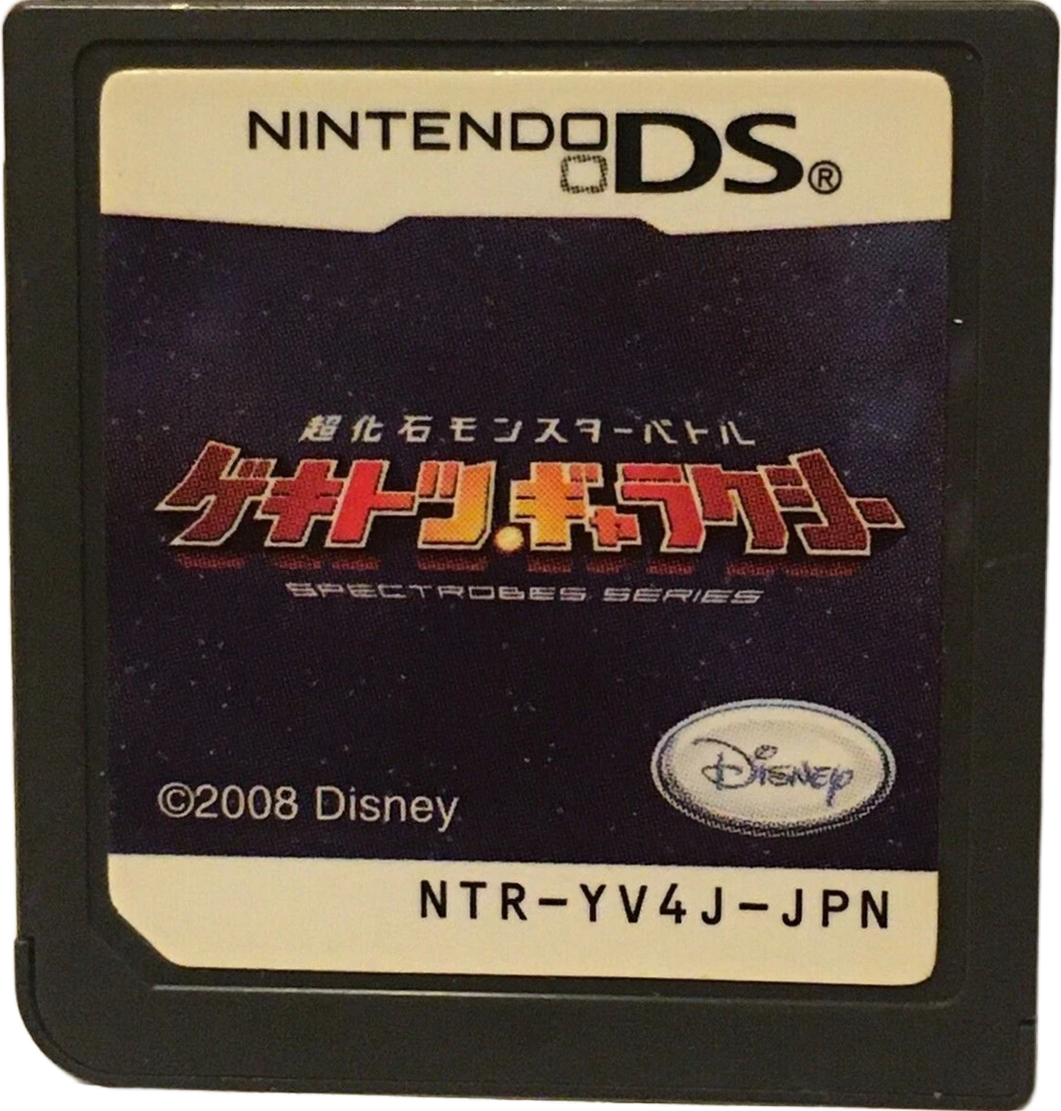 NINTENDO DS®
超化石モンスターバトル
ゲキトツ・ギャラクシー
SPECTROBES SERIES
Disney
©2008 Disney
NTR-YV4J-JPN